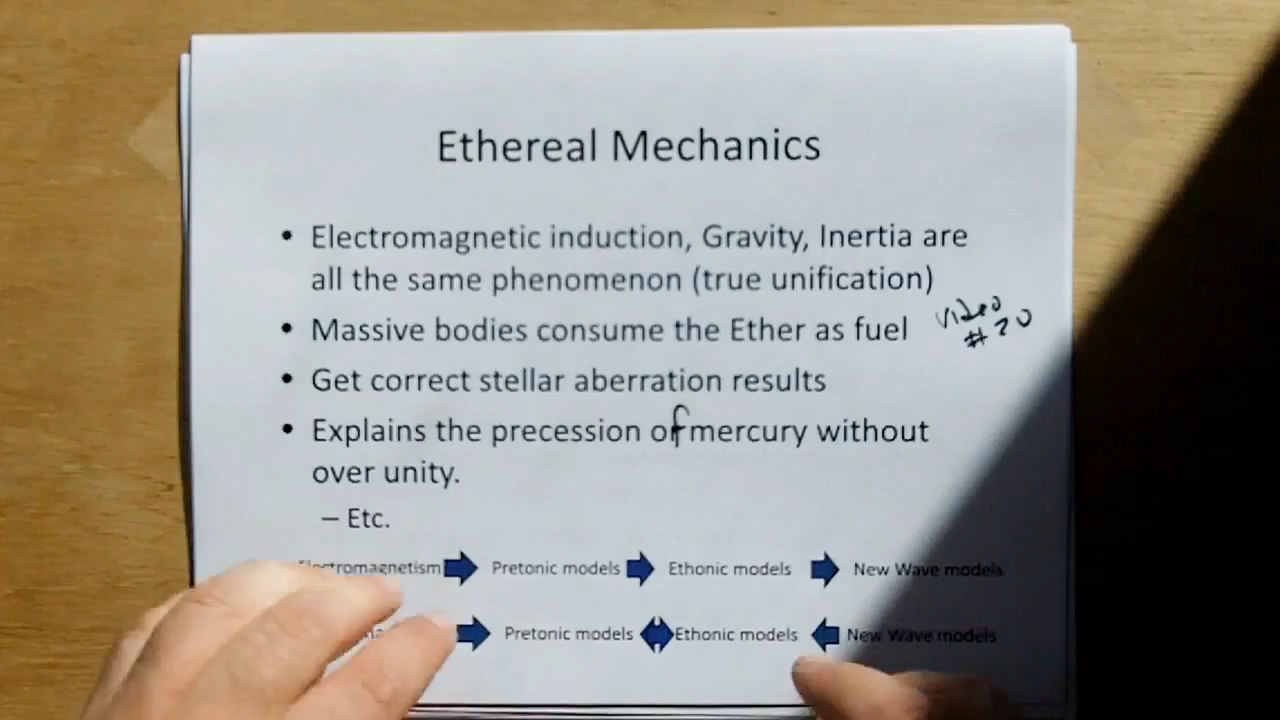 Ethereal Mechanics
• Electromagnetic induction, Gravity, Inertia are
all the same phenomenon (true unification)
• Massive bodies consume the Ether as fuel
Video
#20
• Get correct stellar aberration results
• Explains the precession of mercury without
over unity.
– Etc.
Electromagnetism Pretonic models Ethonic models New Wave models
Pretonic models Ethonic models New Wave models